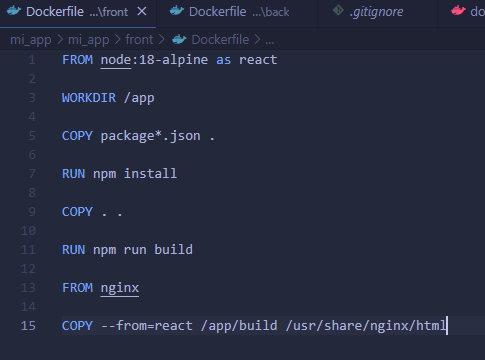 Dockerfile ...\front
Dockerfile ...\back
.gitignore
do
mi_app > mi_app > front > Dockerfile > ...
1 FROM node:18-alpine as react
2
3 WORKDIR /app
4
5 COPY package*.json .
6
7 RUN npm install
8
9 COPY . .
10
11 RUN npm run build
12
13 FROM nginx
14
15 COPY --from=react /app/build /usr/share/nginx/html